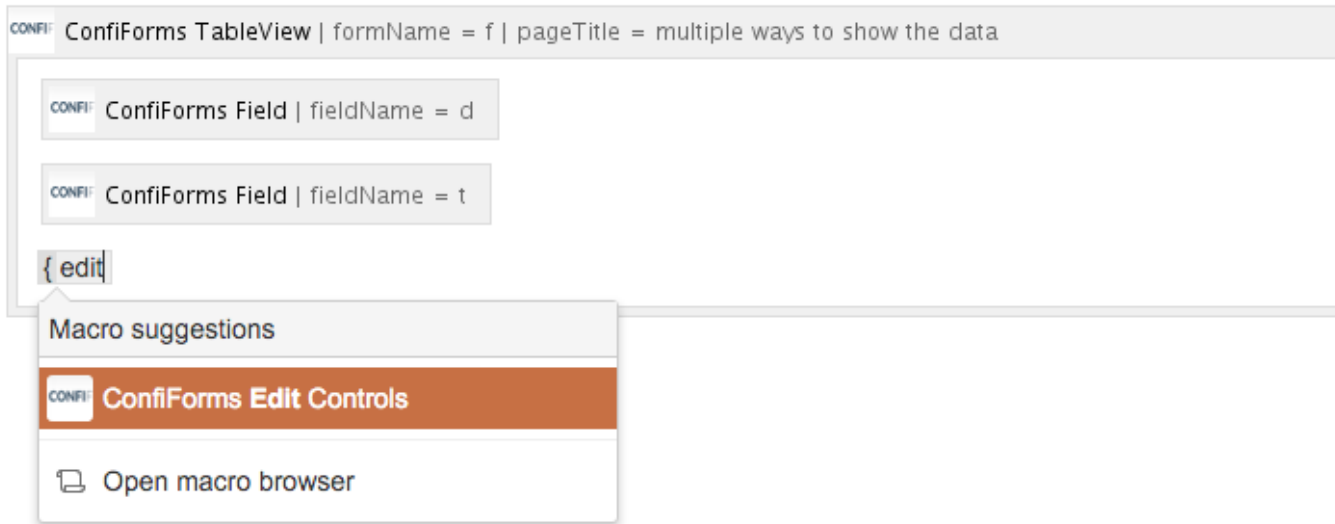 CONFI ConfiForms TableView | formName = f | pageTitle = multiple ways to show the data
CONFI ConfiForms Field | fieldName = d
CONFI ConfiForms Field | fieldName = t
{ edit
Macro suggestions
CONFI ConfiForms Edit Controls
Open macro browser